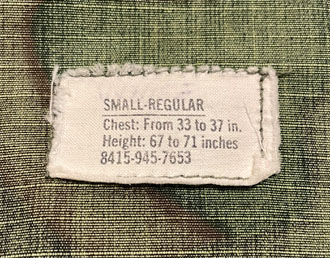 SMALL-REGULAR
Chest: From 33 to 37 in.
Height: 67 to 71 inches
8415-945-7653